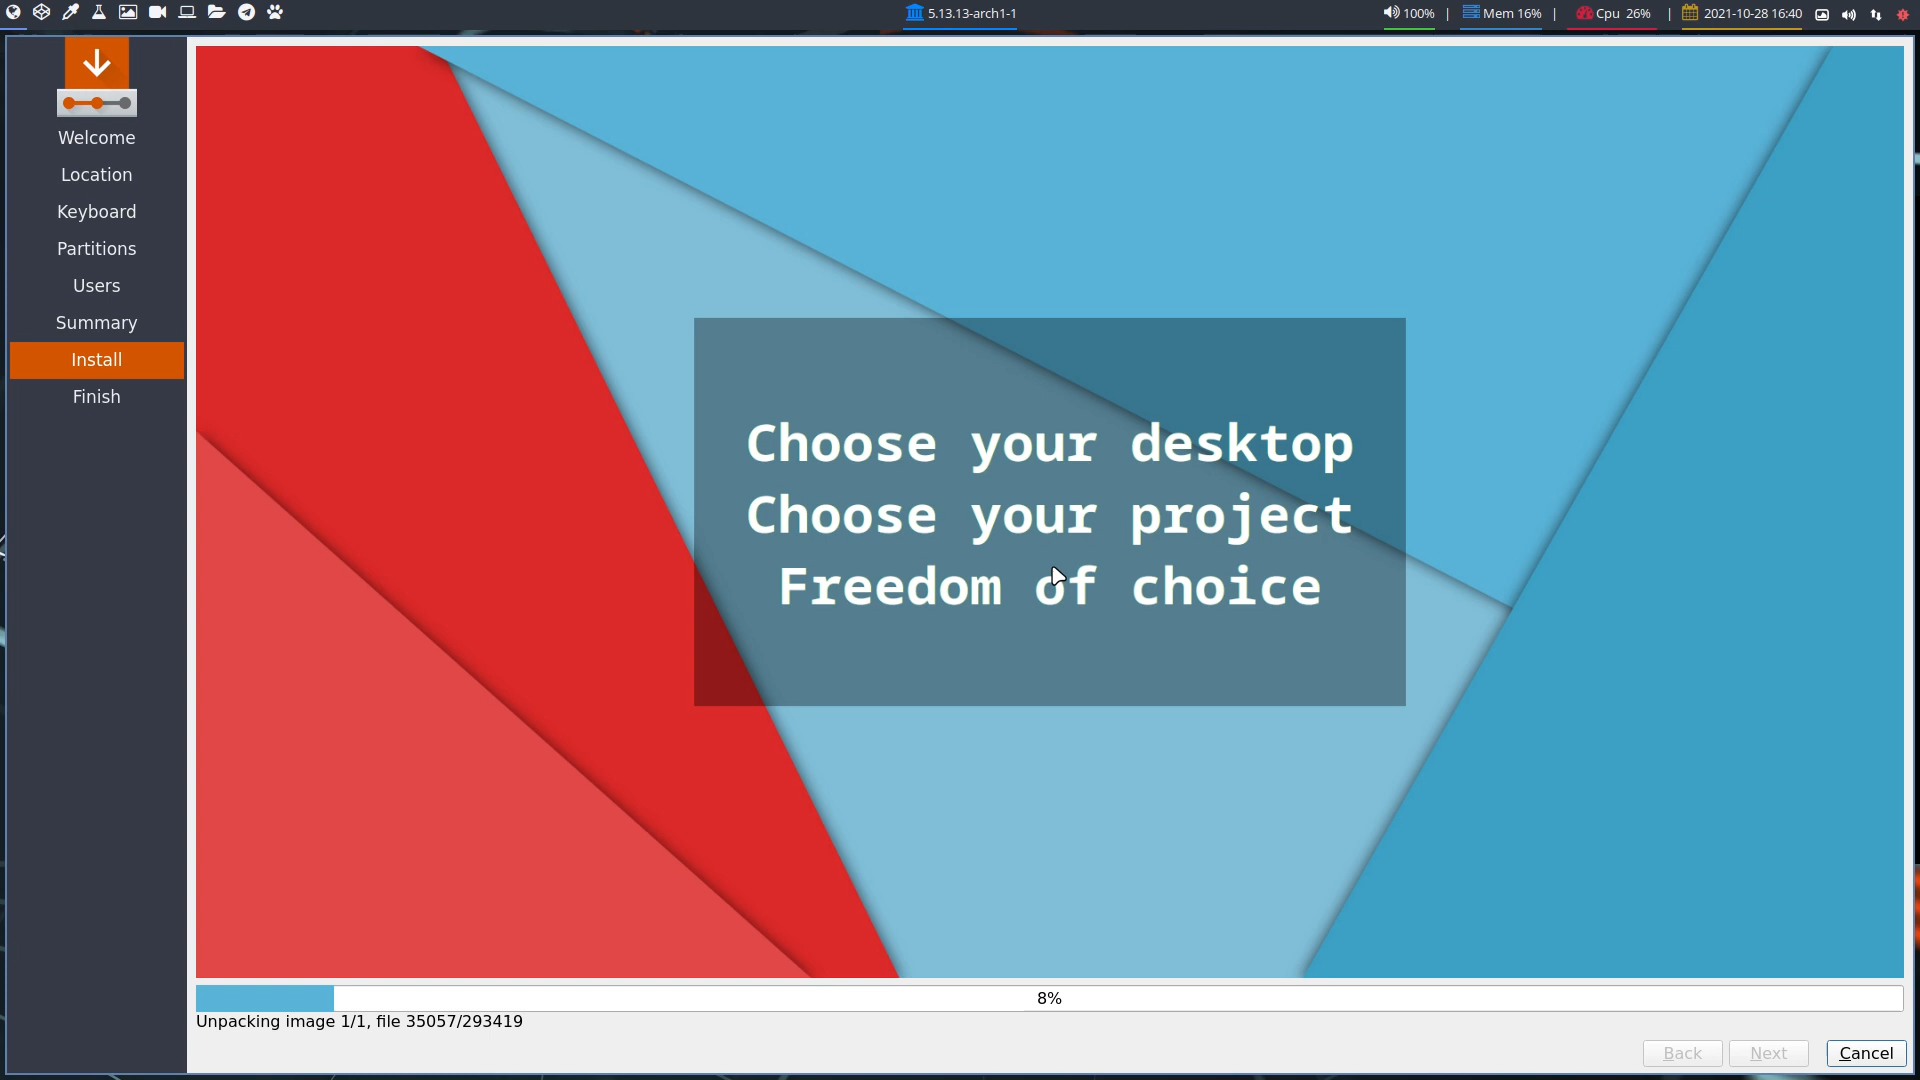 5.13.13-arch1-1
100% | Mem 16% | Cpu 26% | 2021-10-28 16:40
Welcome
Location
Keyboard
Partitions
Users
Summary
Install
Finish
Choose your desktop
Choose your project
Freedom of choice
8%
Unpacking image 1/1, file 35057/293419
Back Next Cancel